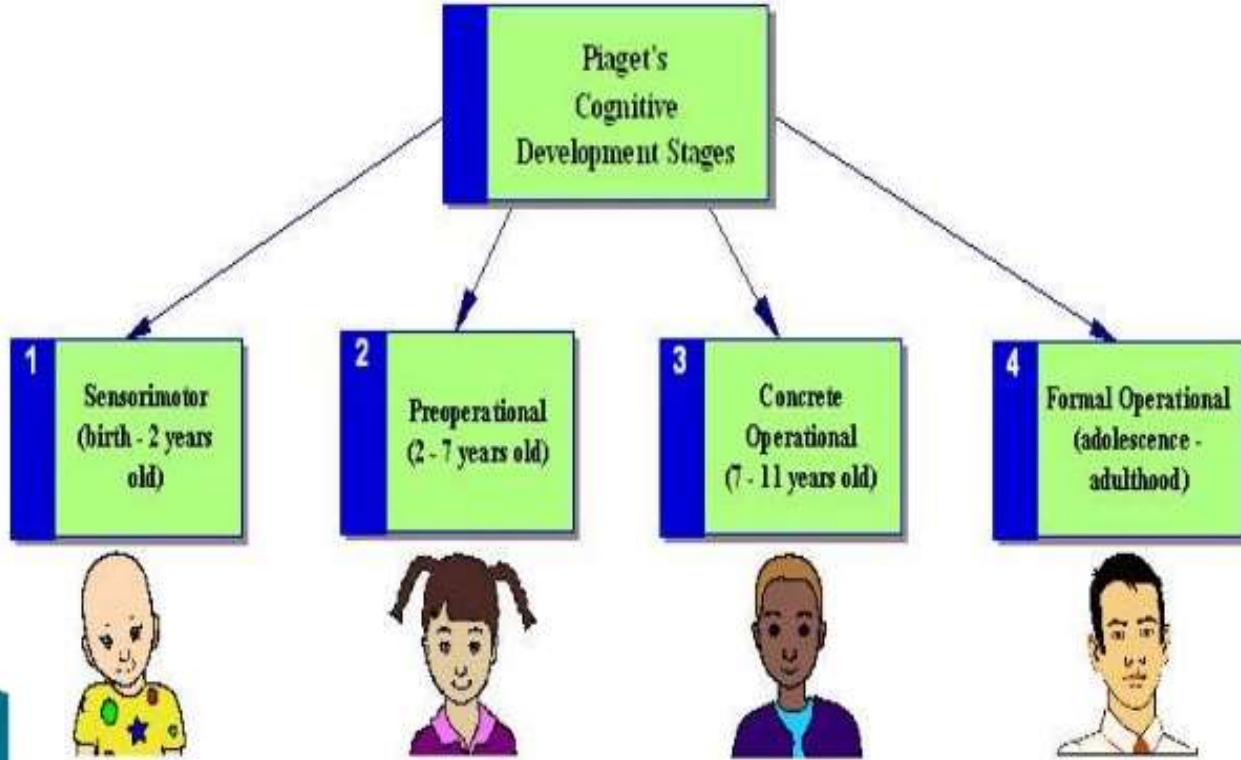 Piaget's
Cognitive
Development Stages
1
Sensorimotor
(birth - 2 years
old)
2
Preoperational
(2 - 7 years old)
3
Concrete
Operational
(7 - 11 years old)
4
Formal Operational
(adolescence -
adulthood)